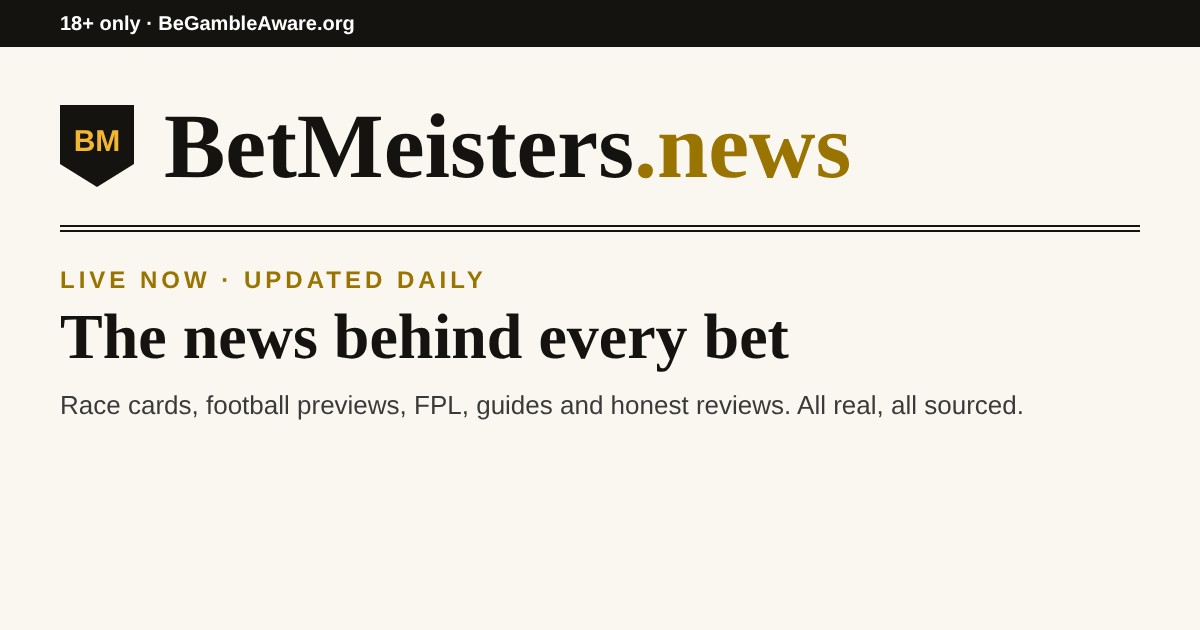 18+ only · BeGambleAware.org
BM
BetMeisters.news
LIVE NOW · UPDATED DAILY
The news behind every bet
Race cards, football previews, FPL, guides and honest reviews. All real, all sourced.